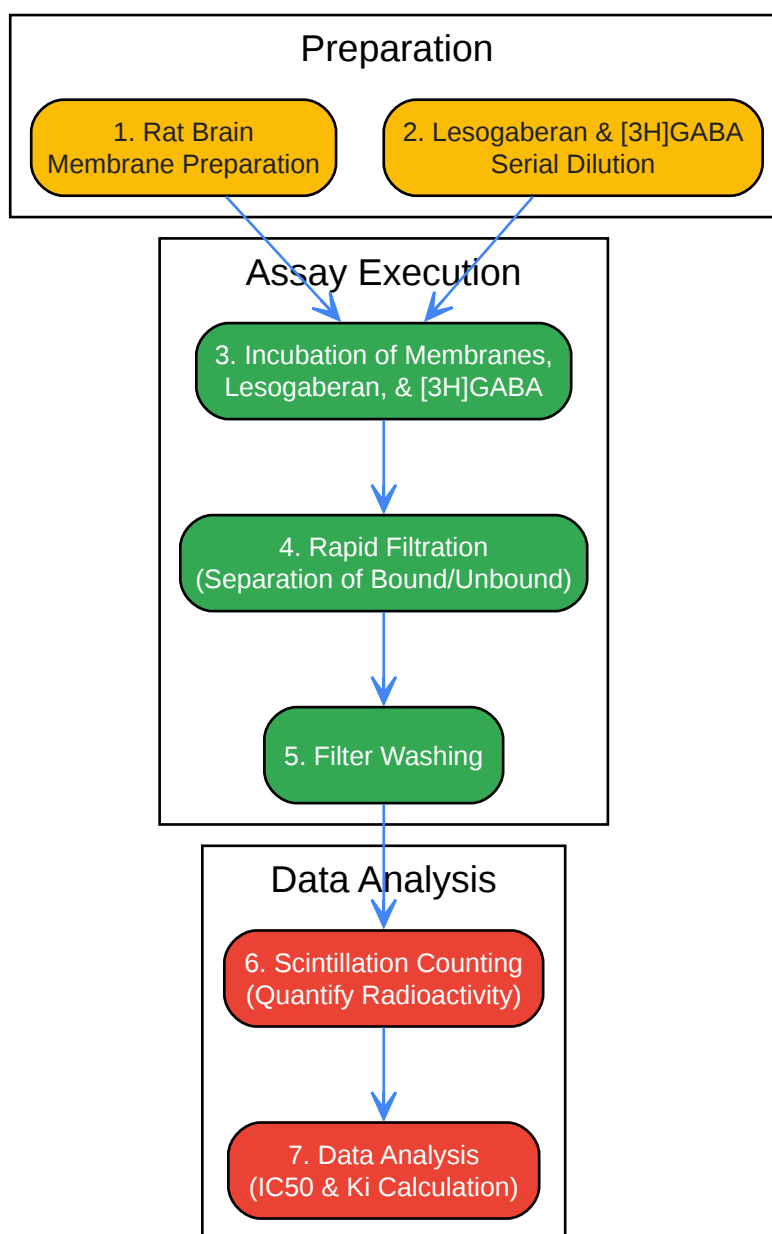 Preparation
1. Rat Brain
Membrane Preparation
2. Lesogaberan & [3H]GABA
Serial Dilution
Assay Execution
3. Incubation of Membranes,
Lesogaberan, & [3H]GABA
4. Rapid Filtration
(Separation of Bound/Unbound)
5. Filter Washing
Data Analysis
6. Scintillation Counting
(Quantify Radioactivity)
7. Data Analysis
(IC50 & Ki Calculation)